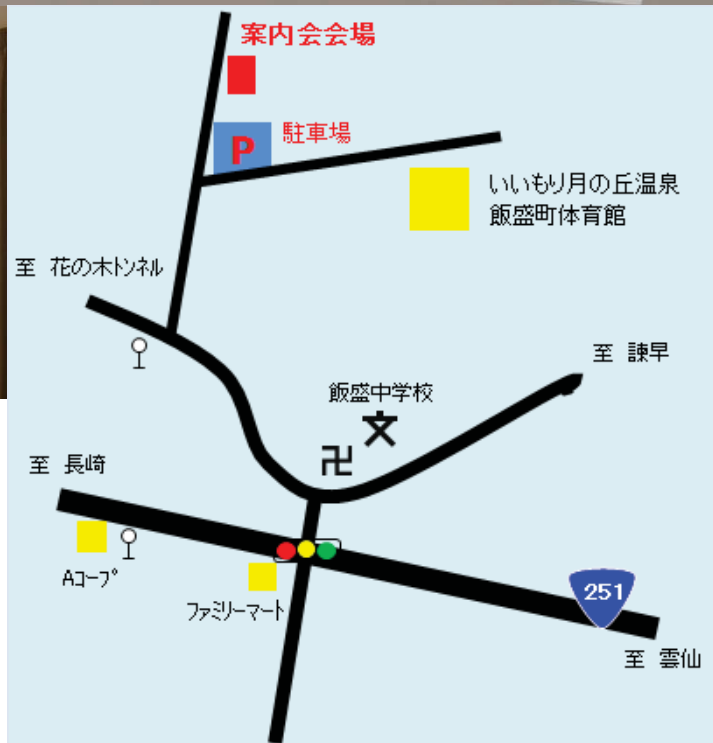 案内会会場
P
駐車場
いいもり月の丘温泉
飯盛町体育館
至 花の木トンネル
至 諫早
飯盛中学校
文
卍
至 長崎
Aコープ
ファミリーマート
251
至 雲仙